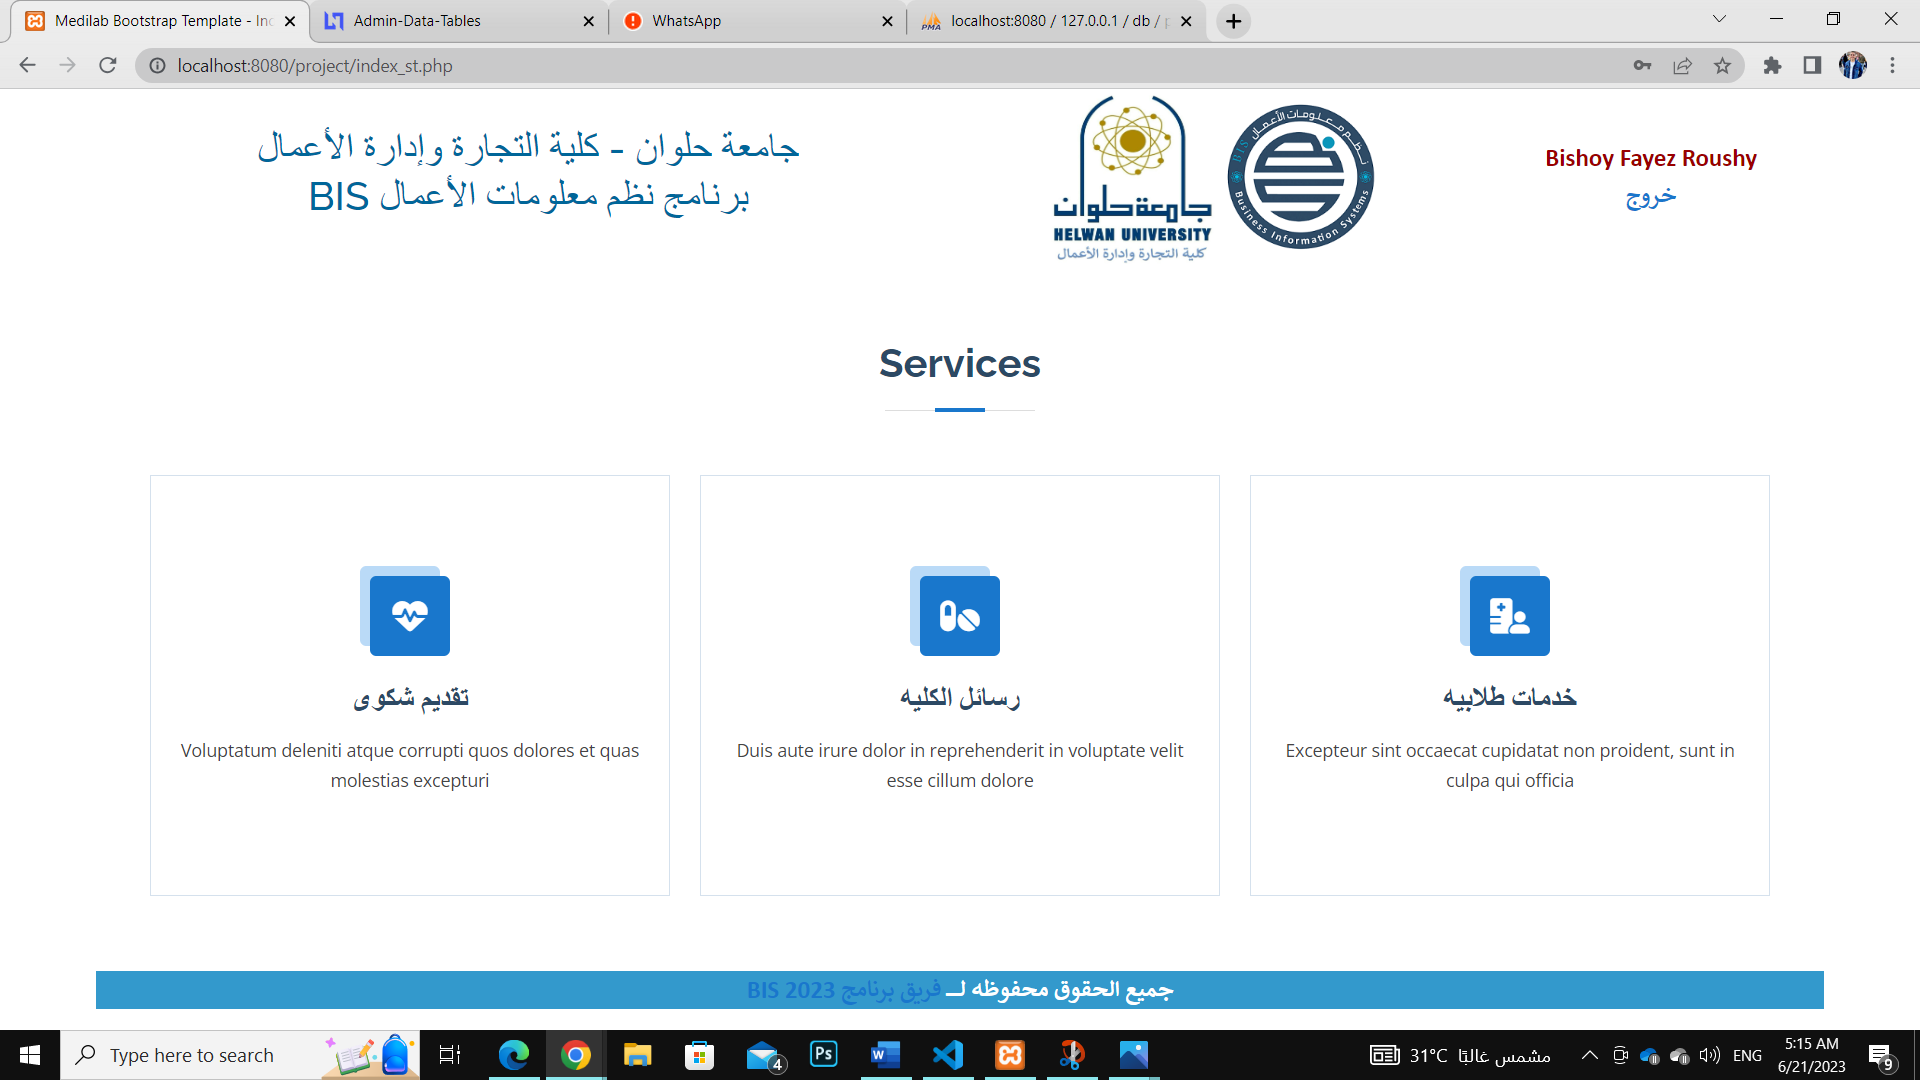 Medilab Bootstrap Template - Inc
Admin-Data-Tables
WhatsApp
localhost:8080 / 127.0.0.1 / db / p
localhost:8080/project/index_st.php
جامعة حلوان - كلية التجارة وإدارة الأعمال
برنامج نظم معلومات الأعمال BIS
جامعة حلوان
HELWAN UNIVERSITY
كلية التجارة وإدارة الأعمال
BIS نظم معلومات الأعمال
Business Information Systems
Bishoy Fayez Roushy
خروج
Services
تقديم شكوى
Voluptatum deleniti atque corrupti quos dolores et quas
molestias excepturi
رسائل الكليه
Duis aute irure dolor in reprehenderit in voluptate velit
esse cillum dolore
خدمات طلابيه
Excepteur sint occaecat cupidatat non proident, sunt in
culpa qui officia
جميع الحقوق محفوظه لــ فريق برنامج BIS 2023
Type here to search
4
Ps
W
31°C مشمس غالبًا
ENG
5:15 AM
6/21/2023
9